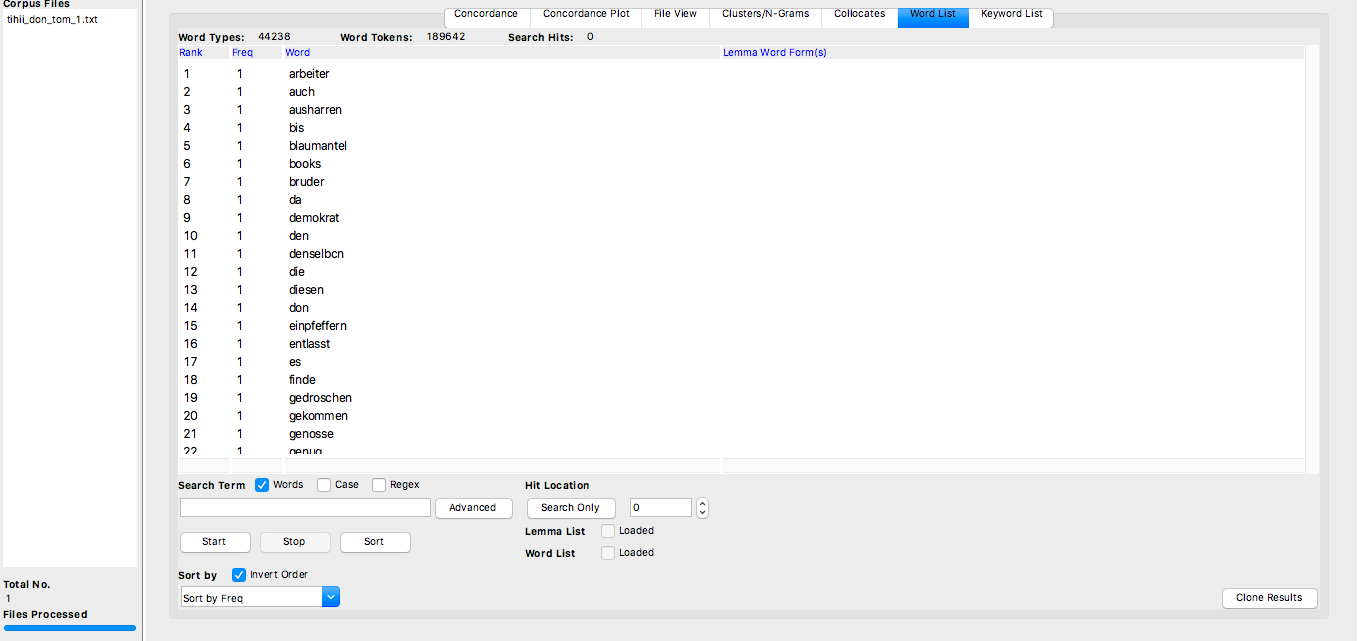 Corpus Files
tihii_don_tom_1.txt
Concordance Concordance Plot File View Clusters/N-Grams Collocates Word List Keyword List
Word Types: 44238 Word Tokens: 189642 Search Hits: 0
Rank Freq Word Lemma Word Form(s)
1 1 arbeiter
2 1 auch
3 1 ausharren
4 1 bis
5 1 blaumantel
6 1 books
7 1 bruder
8 1 da
9 1 demokrat
10 1 den
11 1 denselbcn
12 1 die
13 1 diesen
14 1 don
15 1 einpfeffern
16 1 entlasst
17 1 es
18 1 finde
19 1 gedroschen
20 1 gekommen
21 1 genosse
22 1 genug
Search Term Words Case Regex Hit Location
Advanced Search Only 0
Lemma List Loaded
Start Stop Sort
Word List Loaded
Sort by Invert Order
Sort by Freq
Clone Results
Total No.
1
Files Processed